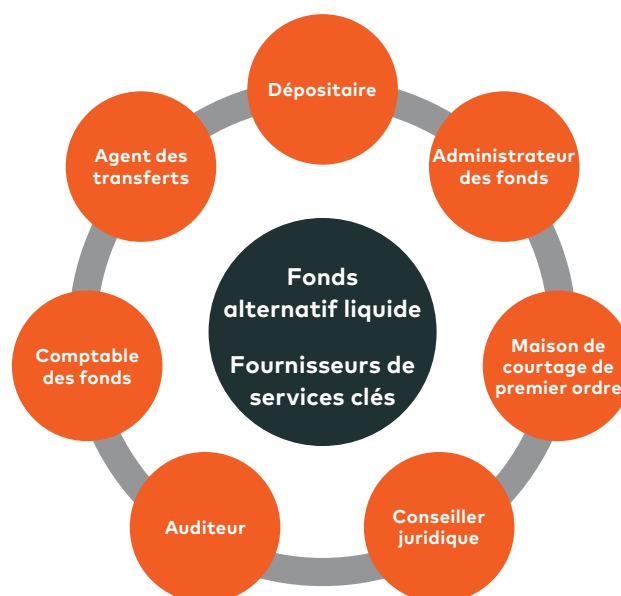 Dépositaire
Administrateur
des fonds
Maison de
courtage de
premier ordre
Conseiller
juridique
Auditeur
Comptable
des fonds
Agent des
transferts
Fonds
alternatif liquide
Fournisseurs de
services clés